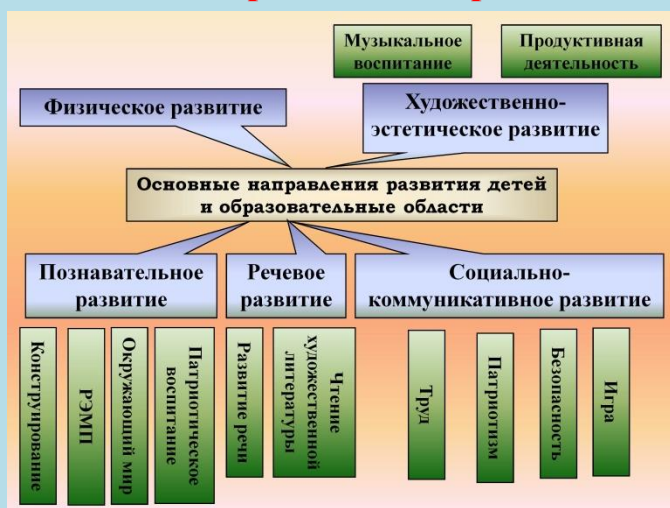 Музыкальное
воспитание
Продуктивная
деятельность
Физическое развитие
Художественно-
эстетическое развитие
Основные направления развития детей
и образовательные области
Познавательное
развитие
Речевое
развитие
Социально-
коммуникативное развитие
Конструирование
РЭМП
Окружающий мир
Патриотическое
воспитание
Развитие речи
Чтение
художественной
литературы
Труд
Патриотизм
Безопасность
Игра